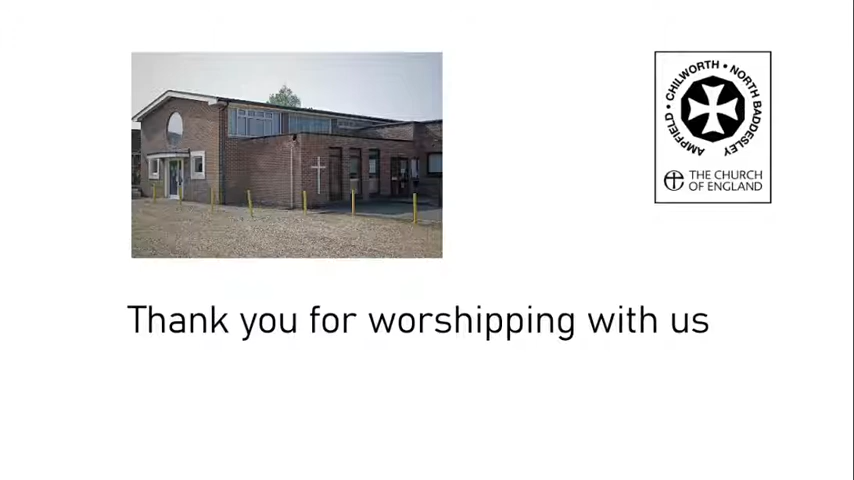 AMPFIELD • CHILWORTH • NORTH BADDESLEY
THE CHURCH
OF ENGLAND
Thank you for worshipping with us